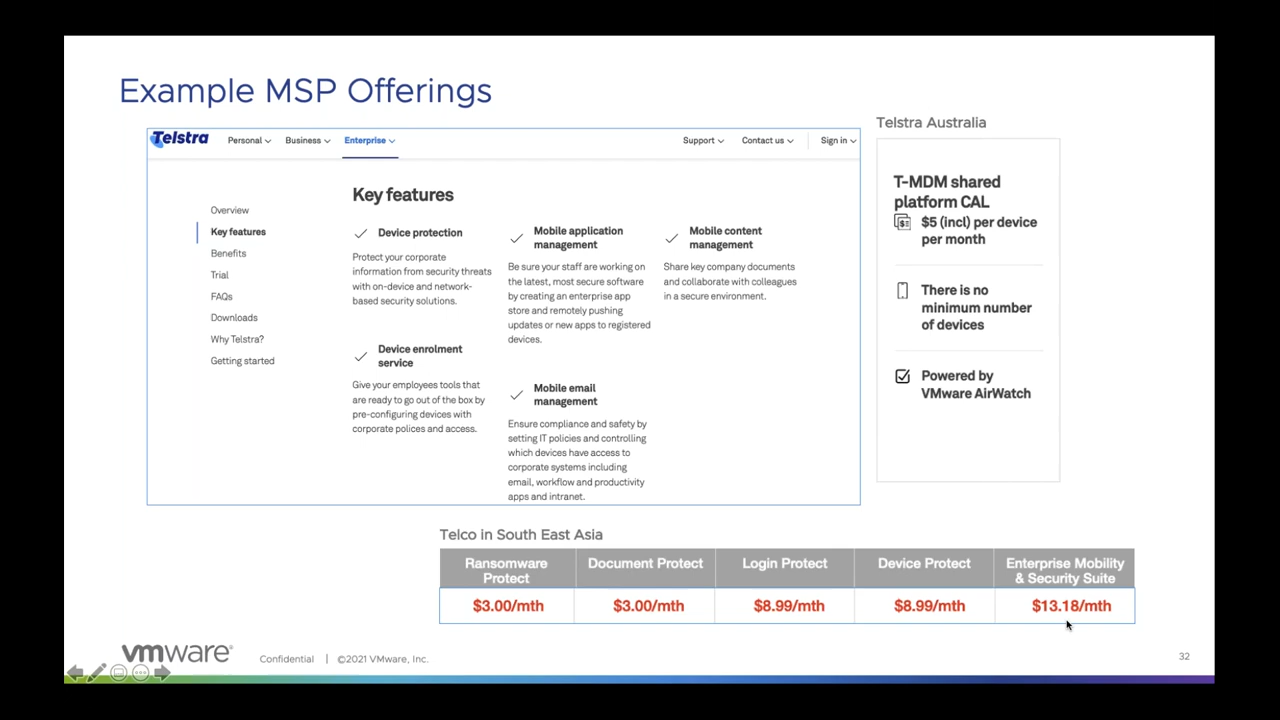 Example MSP Offerings
Telstra
Personal
Business
Enterprise
Support
Contact us
Sign in
Overview
Key features
Benefits
Trial
FAQs
Downloads
Why Telstra?
Getting started
Key features
Device protection
Protect your corporate
information from security threats
with on-device and network-
based security solutions.
Device enrolment
service
Give your employees tools that
are ready to go out of the box by
pre-configuring devices with
corporate polices and access.
Mobile application
management
Be sure your staff are working on
the latest, most secure software
by creating an enterprise app
store and remotely pushing
updates or new apps to registered
devices.
Mobile email
management
Ensure compliance and safety by
setting IT policies and controlling
which devices have access to
corporate systems including
email, workflow and productivity
apps and intranet.
Mobile content
management
Share key company documents
and collaborate with colleagues
in a secure environment.
Telstra Australia
T-MDM shared
platform CAL
$5 (incl) per device
per month
There is no
minimum number
of devices
Powered by
VMware AirWatch
Telco in South East Asia
Ransomware
Protect
Document Protect
Login Protect
Device Protect
Enterprise Mobility
& Security Suite
$3.00/mth
$3.00/mth
$8.99/mth
$8.99/mth
$13.18/mth
vmware®
Confidential | ©2021 VMware, Inc.
32